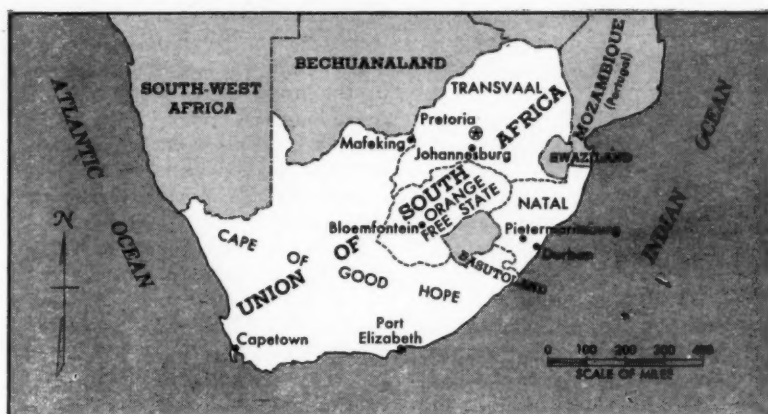 BECHUANALAND
SOUTH-WEST
AFRICA
ATLANTIC
OCEAN
TRANSVAAL
MOZAMBIQUE
(Portugal)
OCEAN
INDIAN
Pretoria
Mafeking
Johannesburg
SWAZILAND
UNION OF
SOUTH
AFRICA
ORANGE
FREE STATE
NATAL
Bloemfontein
Pietermaritzburg
Durban
BASUTOLAND
CAPE
OF
GOOD
HOPE
Capetown
Port
Elizabeth
N
0 100 200 300 400
SCALE OF MILES